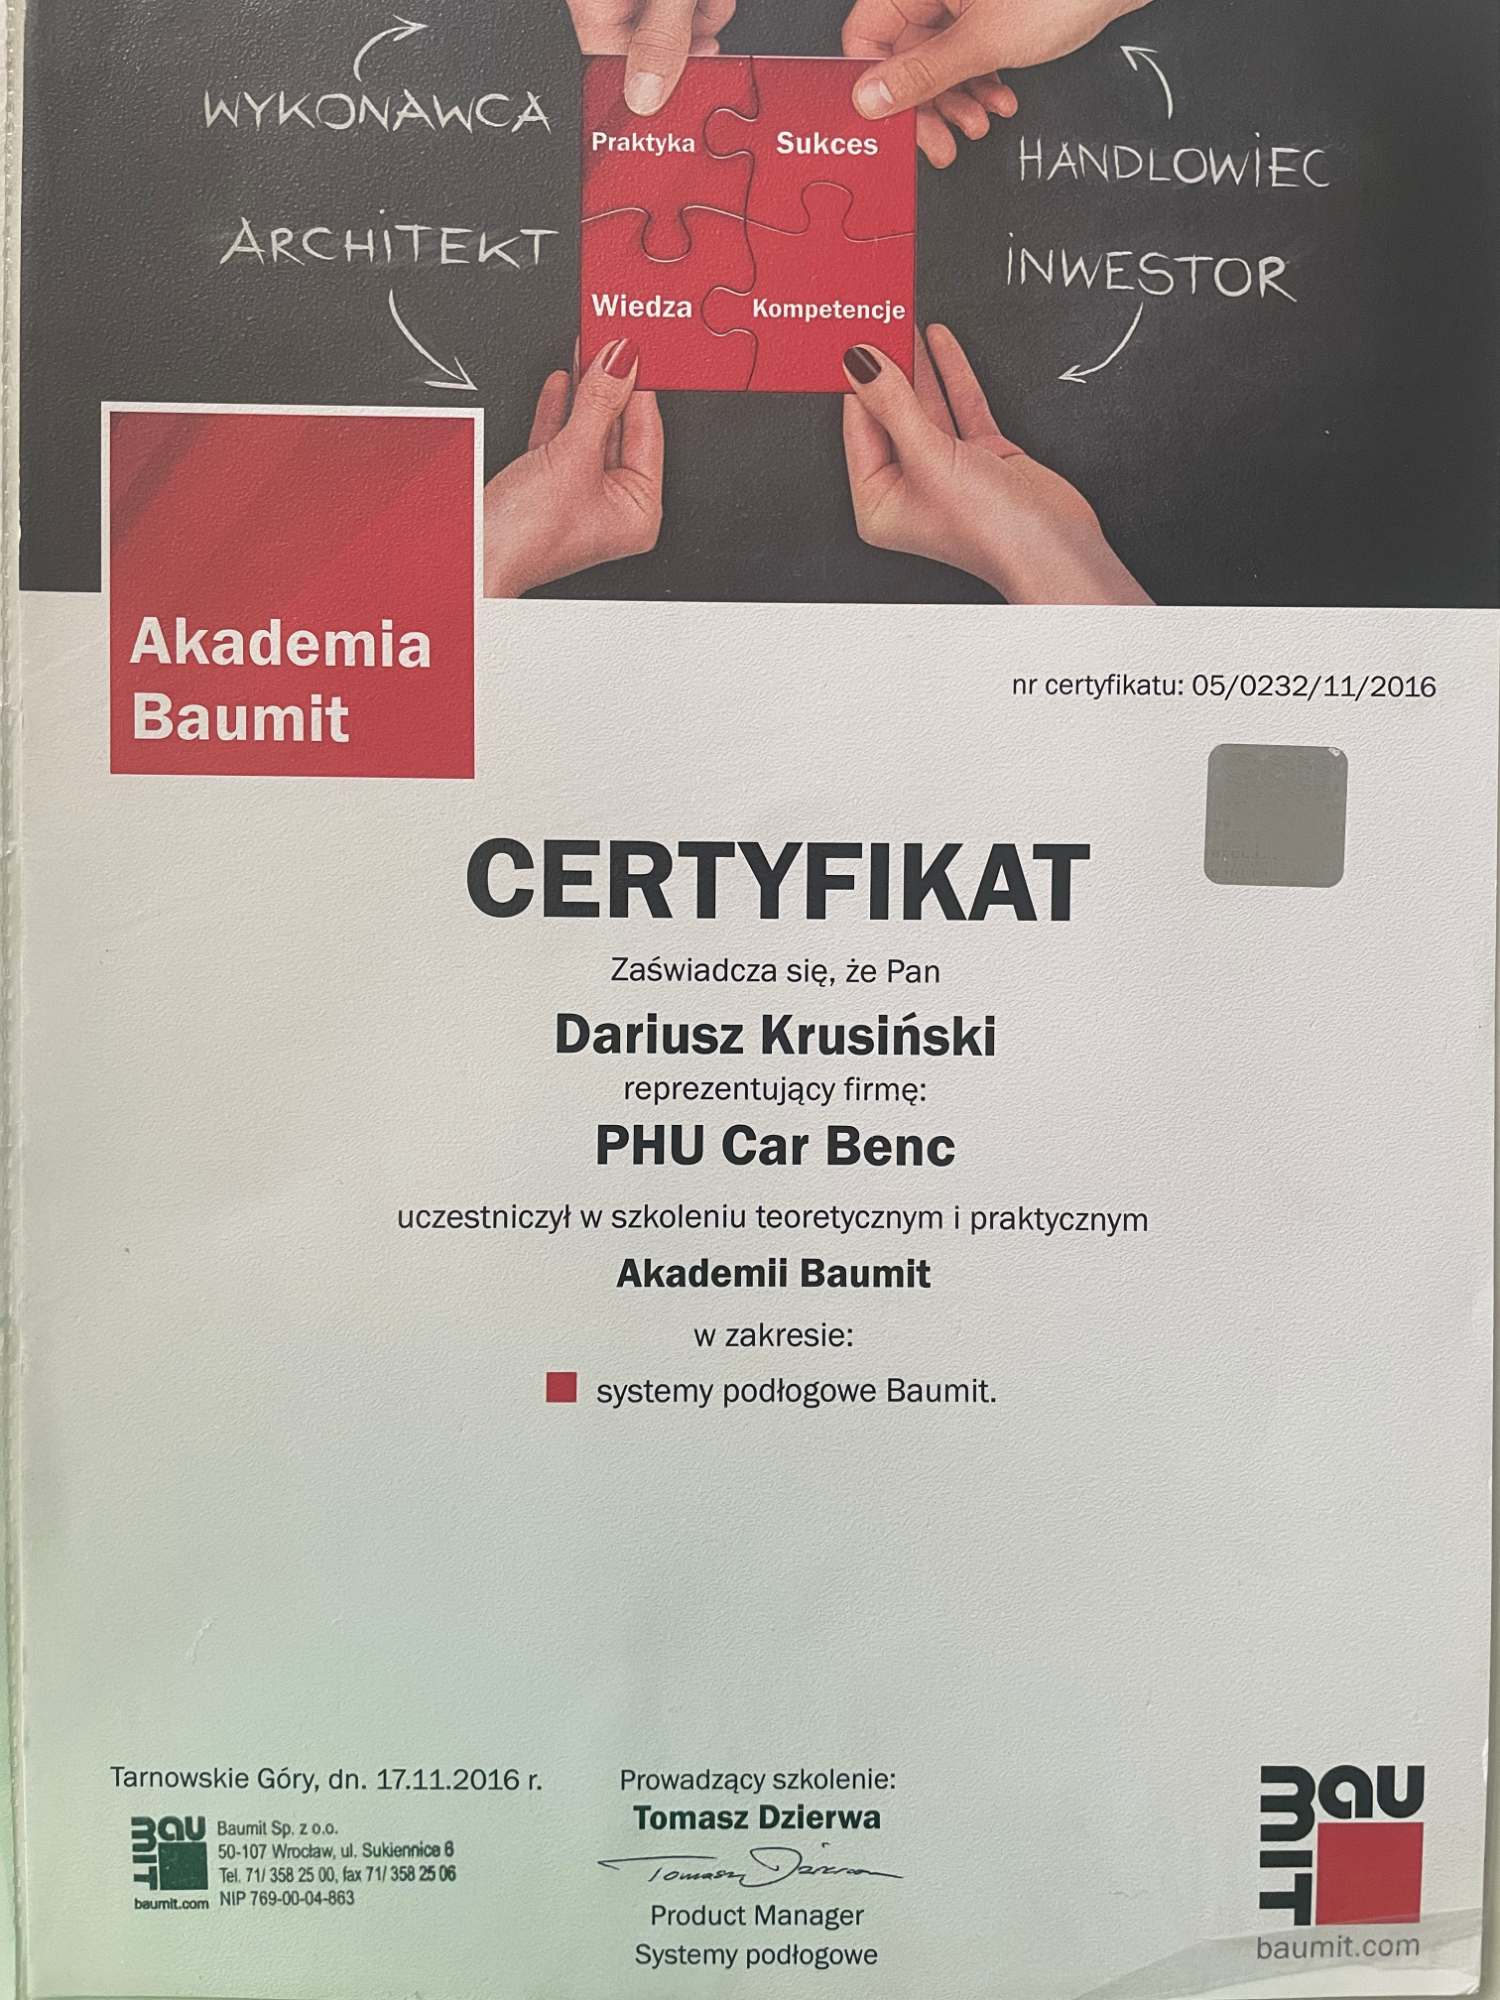 WYKONAWCA
ARCHITEKT
Praktyka
Sukces
Wiedza
Kompetencje
HANDLOWIEC
INWESTOR
Akademia
Baumit
nr certyfikatu: 05/0232/11/2016
CERTYFIKAT
Zaświadcza się, że Pan
Dariusz Krusiński
reprezentujący firmę:
PHU Car Benc
uczestniczył w szkoleniu teoretycznym i praktycznym
Akademii Baumit
w zakresie:
systemy podłogowe Baumit.
Tarnowskie Góry, dn. 17.11.2016 r.
BAUMIT
baumit.com
Baumit Sp. z o.o.
50-107 Wrocław, ul. Sukiennice 6
Tel. 71/ 358 25 00, fax 71/ 358 25 06
NIP 769-00-04-863
Prowadzący szkolenie:
Tomasz Dzierwa
Tomasz Dzierwa
Product Manager
Systemy podłogowe
BAUMIT
baumit.com